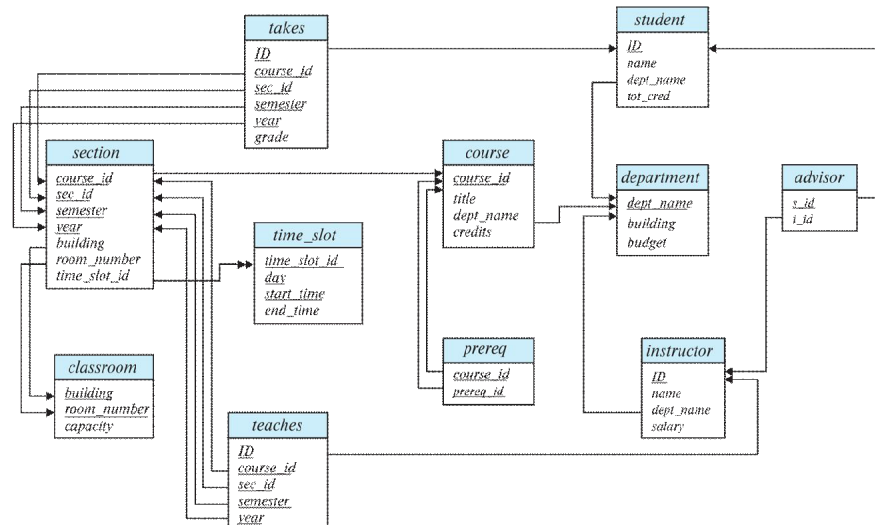 takes
ID
course_id
sec_id
semester
year
grade
student
ID
name
dept_name
tot_cred
section
course_id
sec_id
semester
year
building
room_number
time_slot_id
course
course_id
title
dept_name
credits
department
dept_name
building
budget
advisor
s_id
i_id
time_slot
time_slot_id
day
start_time
end_time
prereq
course_id
prereq_id
instructor
ID
name
dept_name
salary
classroom
building
room_number
capacity
teaches
ID
course_id
sec_id
semester
year